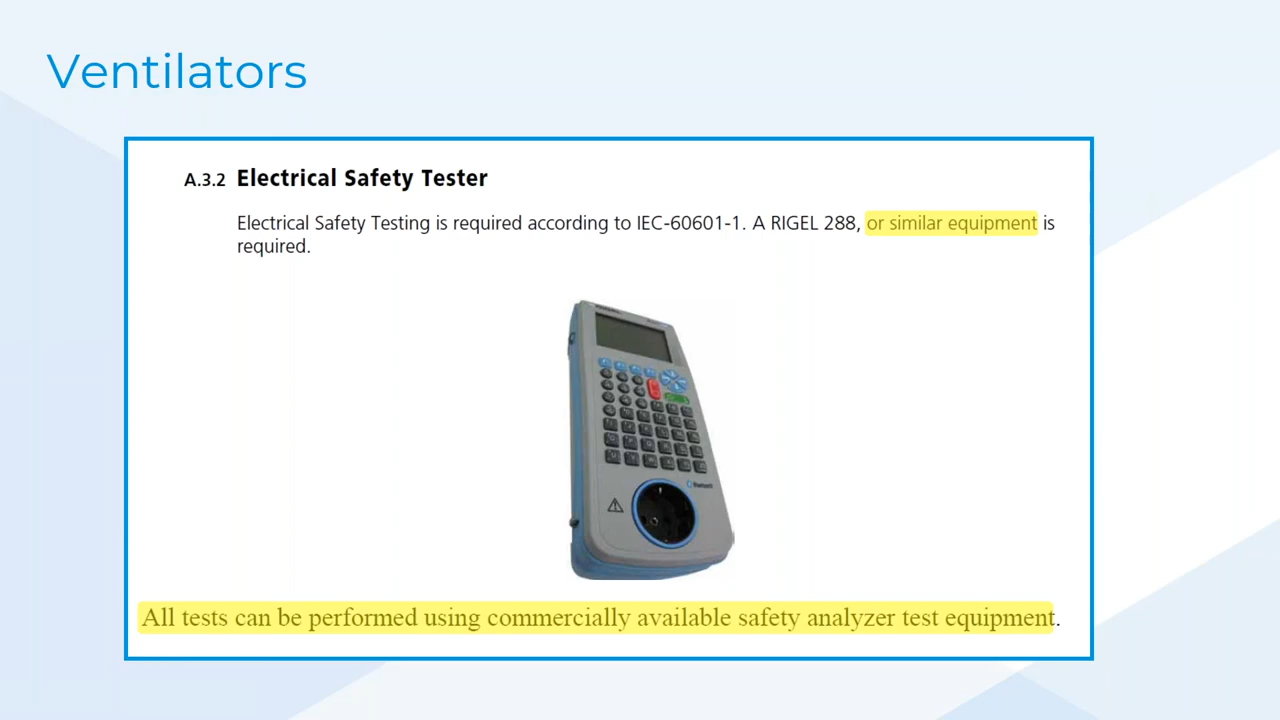 Ventilators
A.3.2 Electrical Safety Tester
Electrical Safety Testing is required according to IEC-60601-1. A RIGEL 288, or similar equipment is
required.
Bluetooth
All tests can be performed using commercially available safety analyzer test equipment.